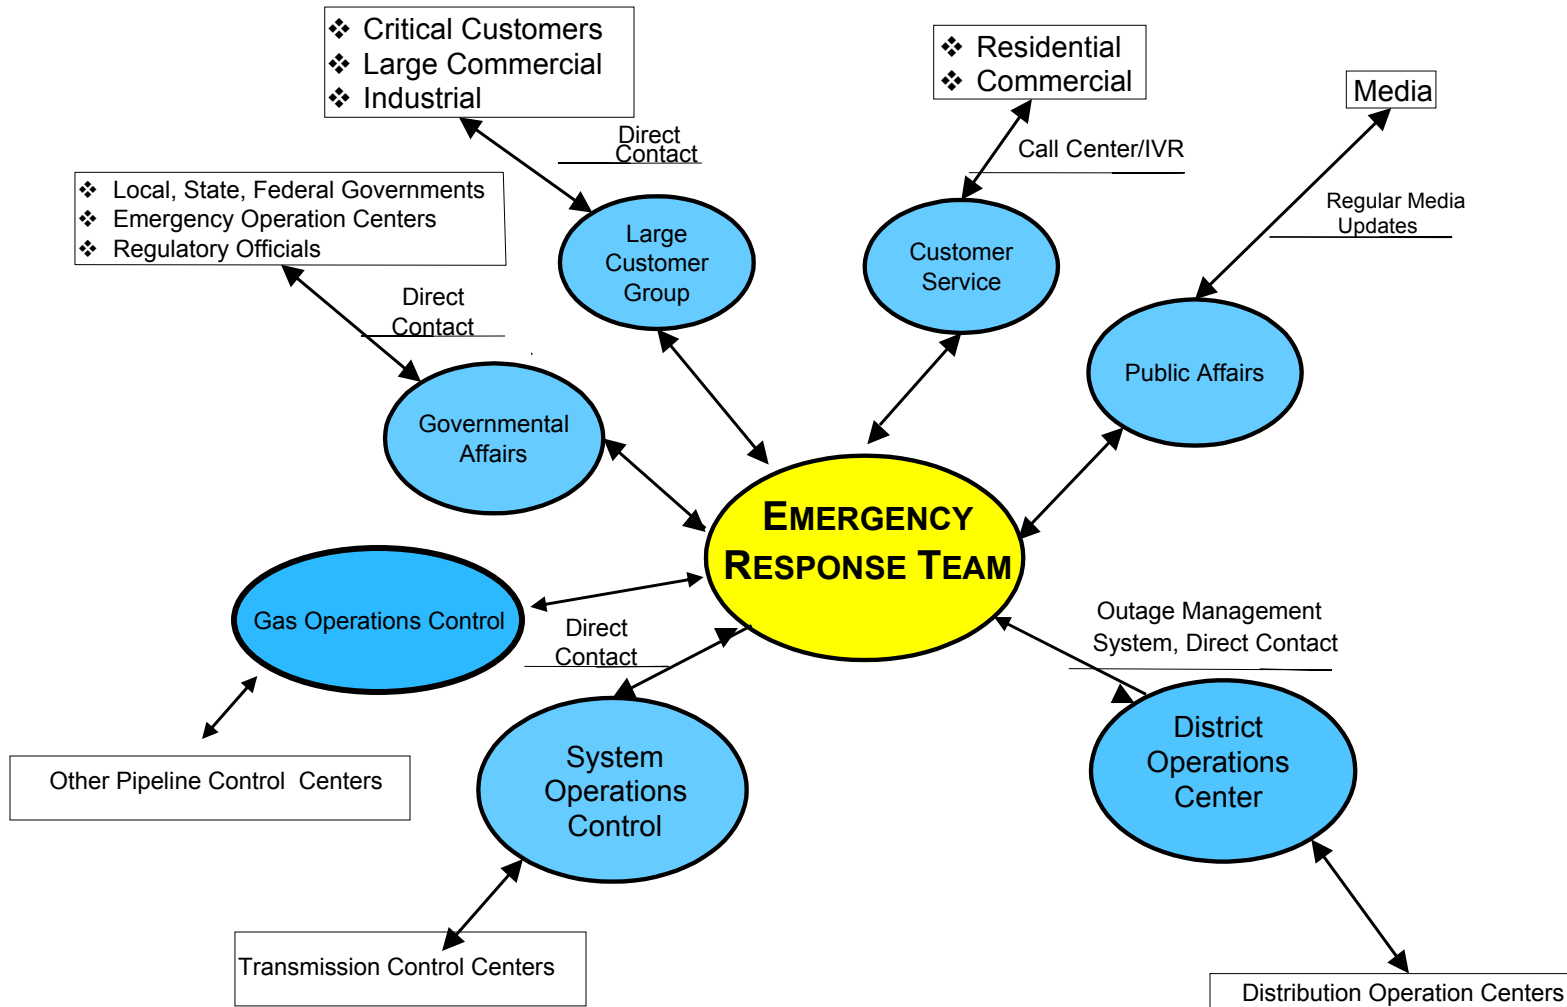 ❖ Critical Customers
❖ Large Commercial
❖ Industrial
❖ Residential
❖ Commercial
Media
Direct
Contact
Call Center/IVR
Regular Media
Updates
❖ Local, State, Federal Governments
❖ Emergency Operation Centers
❖ Regulatory Officials
Large
Customer
Group
Customer
Service
Direct
Contact
Public Affairs
Governmental
Affairs
EMERGENCY
RESPONSE TEAM
Gas Operations Control
Direct
Contact
Outage Management
System, Direct Contact
System
Operations
Control
District
Operations
Center
Other Pipeline Control  Centers
Transmission Control Centers
Distribution Operation Centers